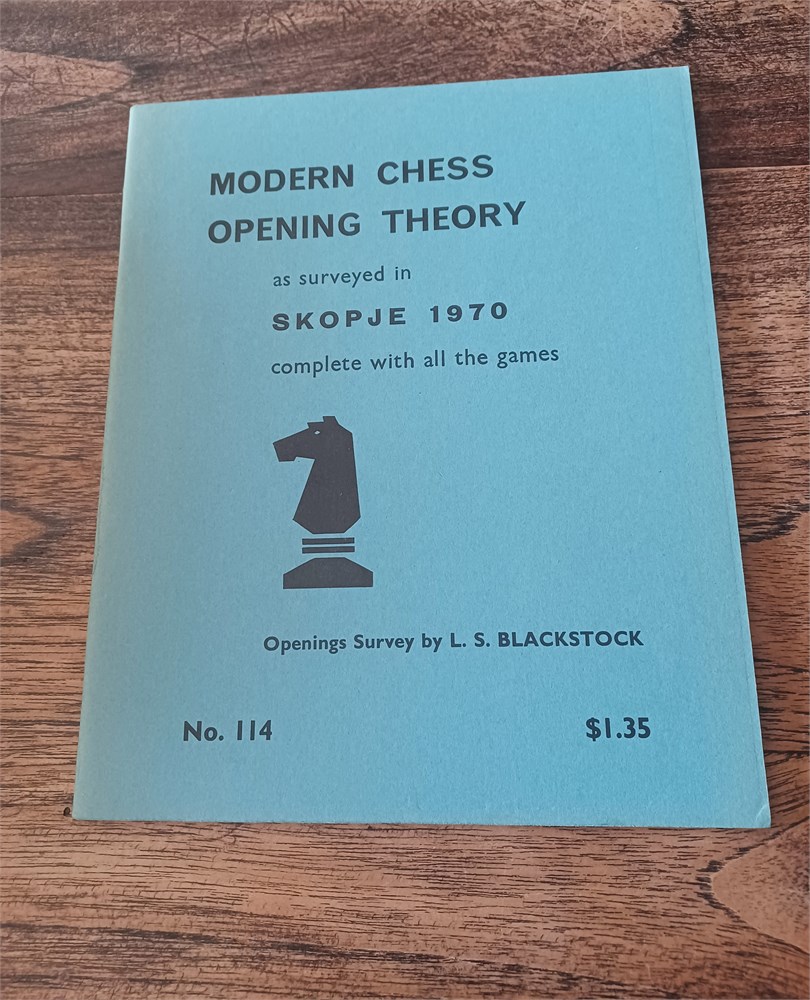 MODERN CHESS
OPENING THEORY
as surveyed in
SKOPJE 1970
complete with all the games
Openings Survey by L. S. BLACKSTOCK
No. 114
$1.35